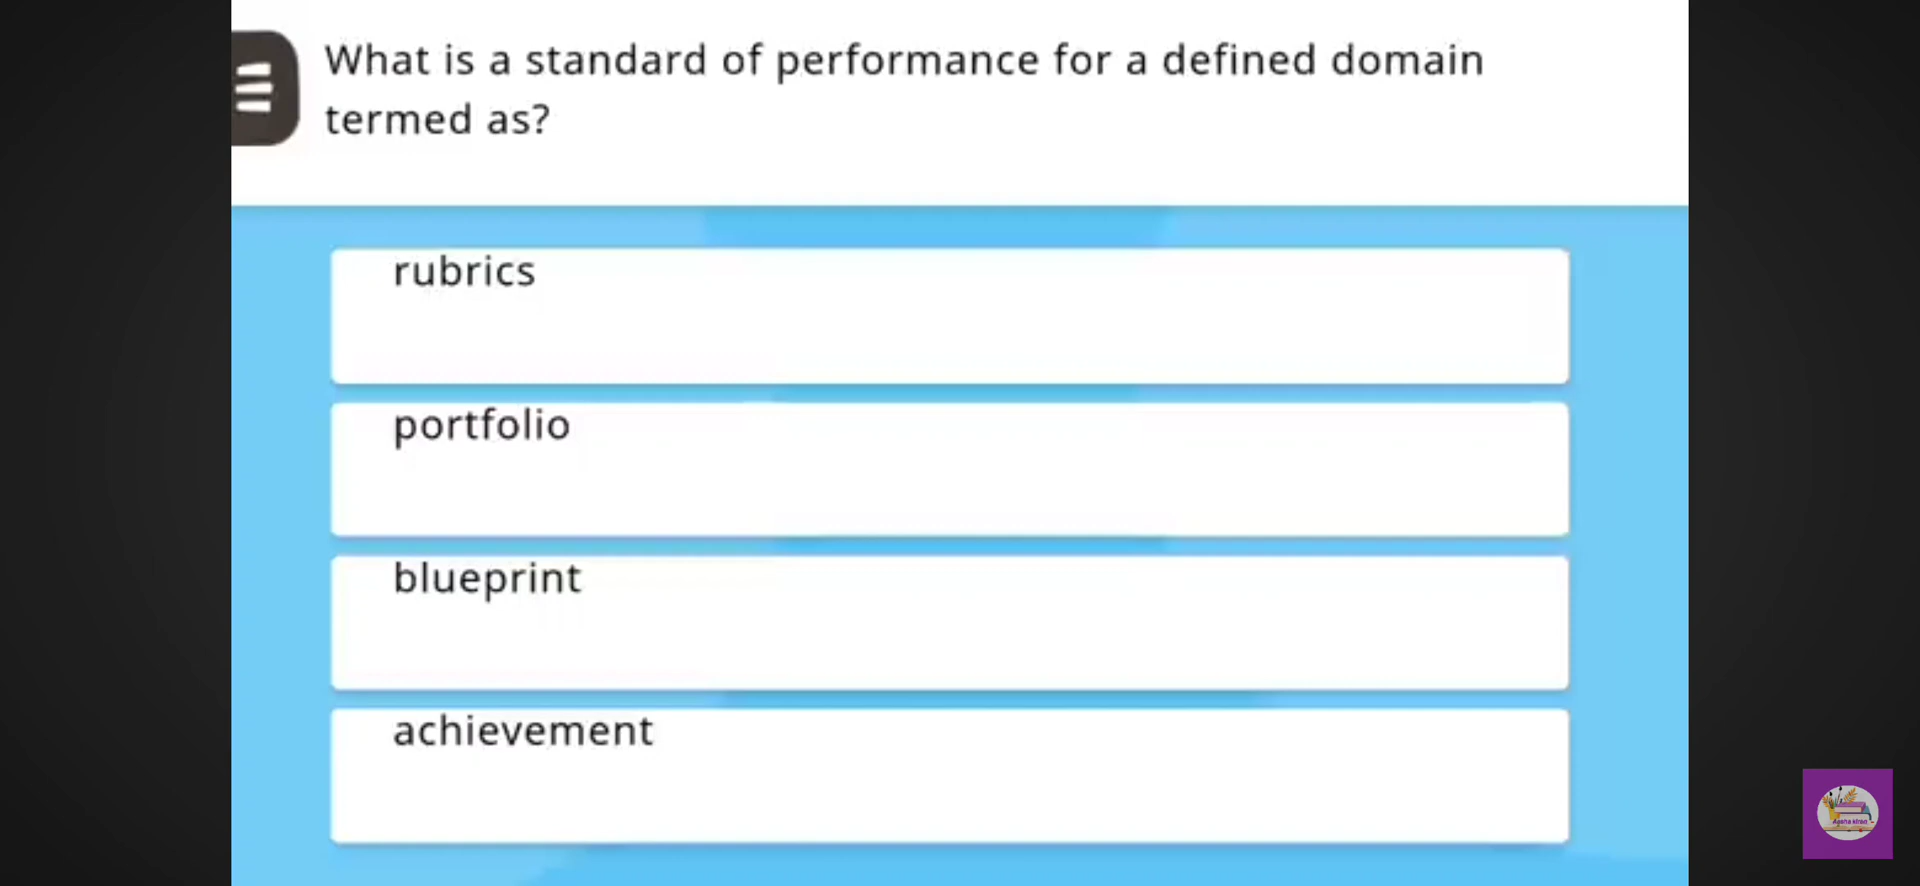 What is a standard of performance for a defined domain
termed as?
rubrics
portfolio
blueprint
achievement